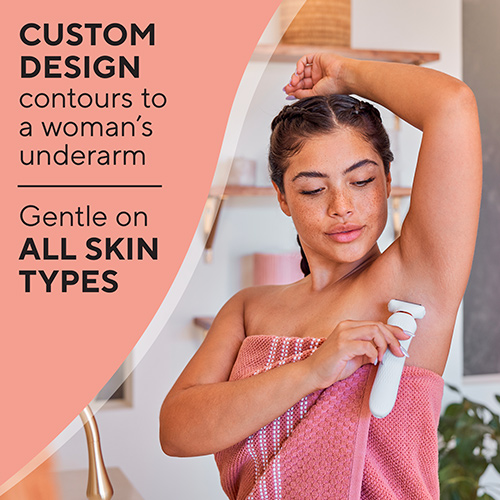 CUSTOM
DESIGN
contours to
a woman's
underarm
Gentle on
ALL SKIN
TYPES